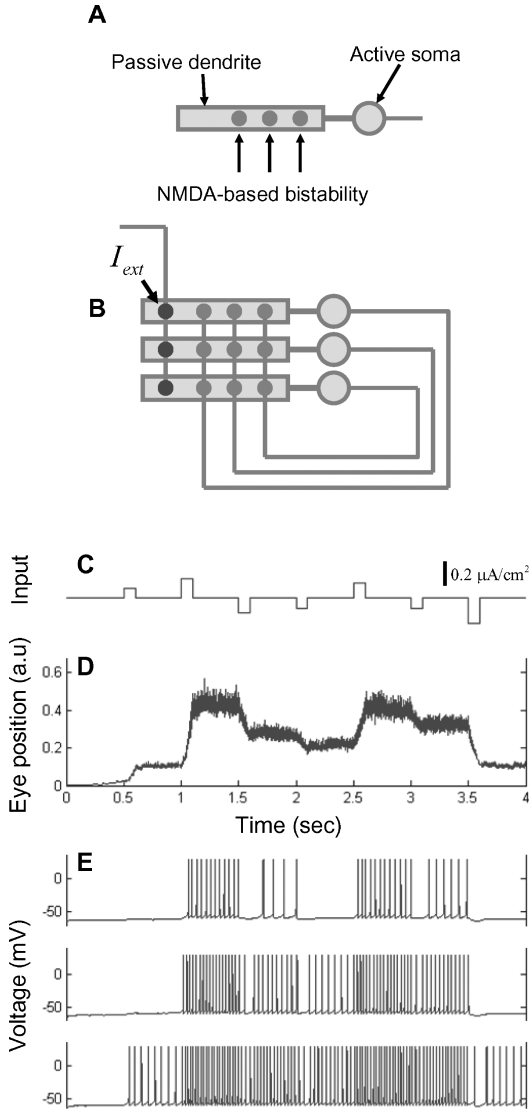 A
Passive dendrite
Active soma
NMDA-based bistability
I_ext
B
C
Input
0.2 µA/cm²
D
Eye position (a.u)
0.6
0.4
0.2
0
0 0.5 1 1.5 2 2.5 3 3.5 4
Time (sec)
E
Voltage (mV)
0
-50
0
-50
0
-50